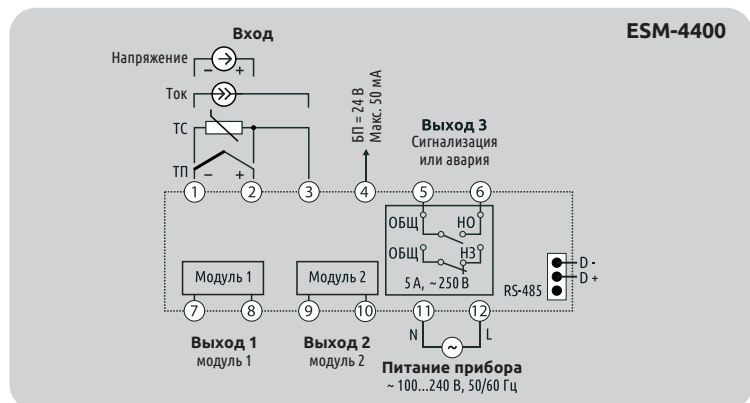 ESM-4400
Вход
Напряжение
– +
Ток
ТС
ТП – +
БП = 24 В
Макс. 50 мА
Выход 3
Сигнализация
или авария
1 2 3 4 5 6
ОБЩ НО
ОБЩ НЗ
5 А, ~250 В
Модуль 1 Модуль 2
RS-485
D -
D +
7 8 9 10 11 12
N ~ L
Выход 1
модуль 1
Выход 2
модуль 2
Питание прибора
~ 100...240 В, 50/60 Гц